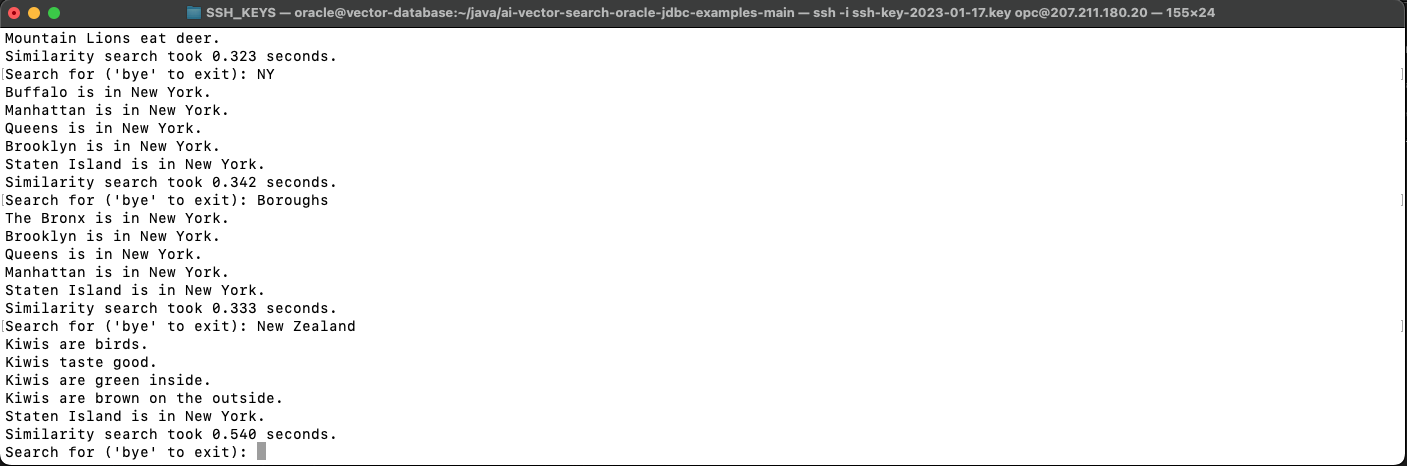 SSH_KEYS — oracle@vector-database:~/java/ai-vector-search-oracle-jdbc-examples-main — ssh -i ssh-key-2023-01-17.key opc@207.211.180.20 — 155×24
Mountain Lions eat deer.
Similarity search took 0.323 seconds.
[Search for ('bye' to exit): NY ]
Buffalo is in New York.
Manhattan is in New York.
Queens is in New York.
Brooklyn is in New York.
Staten Island is in New York.
Similarity search took 0.342 seconds.
[Search for ('bye' to exit): Boroughs ]
The Bronx is in New York.
Brooklyn is in New York.
Queens is in New York.
Manhattan is in New York.
Staten Island is in New York.
Similarity search took 0.333 seconds.
[Search for ('bye' to exit): New Zealand ]
Kiwis are birds.
Kiwis taste good.
Kiwis are green inside.
Kiwis are brown on the outside.
Staten Island is in New York.
Similarity search took 0.540 seconds.
Search for ('bye' to exit):